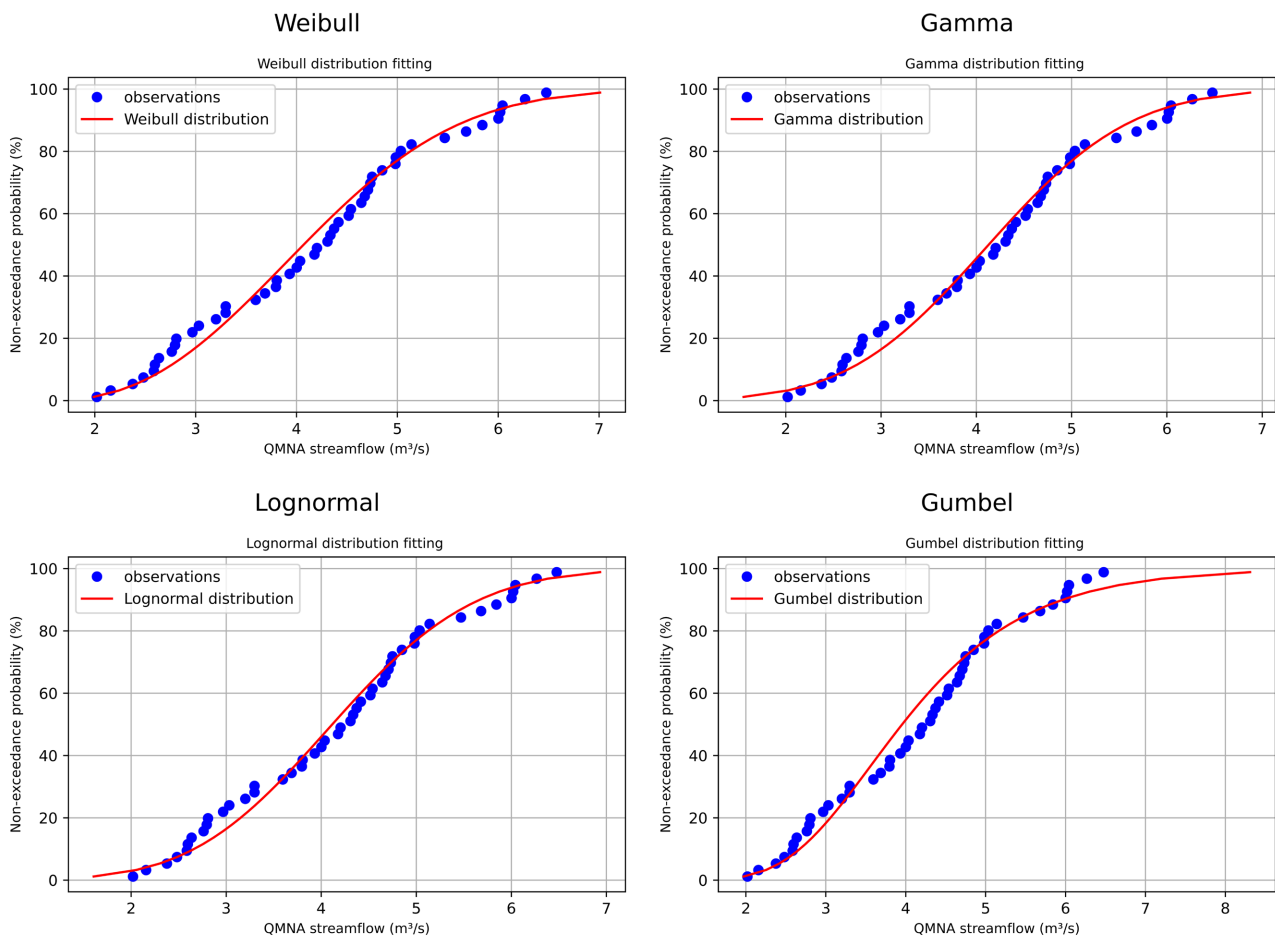 Weibull
Weibull distribution fitting
observations
Weibull distribution
Non-exceedance probability (%)
100
80
60
40
20
0
2 3 4 5 6 7
QMNA streamflow (m³/s)
Gamma
Gamma distribution fitting
observations
Gamma distribution
Non-exceedance probability (%)
100
80
60
40
20
0
2 3 4 5 6 7
QMNA streamflow (m³/s)
Lognormal
Lognormal distribution fitting
observations
Lognormal distribution
Non-exceedance probability (%)
100
80
60
40
20
0
2 3 4 5 6 7
QMNA streamflow (m³/s)
Gumbel
Gumbel distribution fitting
observations
Gumbel distribution
Non-exceedance probability (%)
100
80
60
40
20
0
2 3 4 5 6 7 8
QMNA streamflow (m³/s)